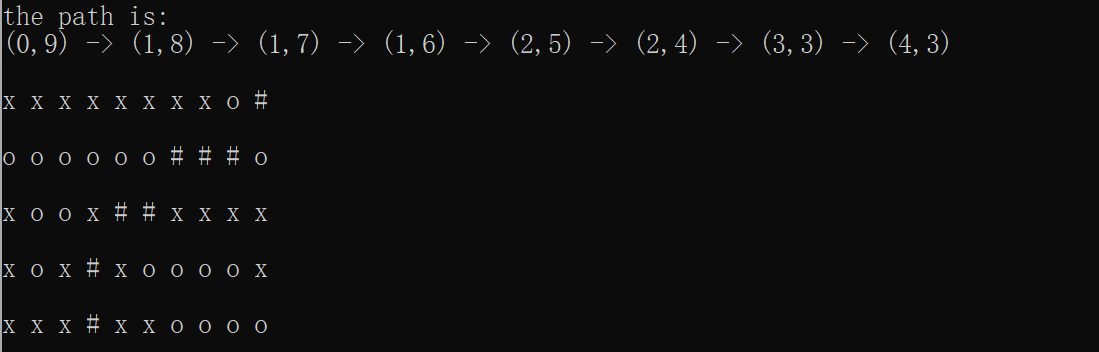 the path is:
(0,9) -> (1,8) -> (1,7) -> (1,6) -> (2,5) -> (2,4) -> (3,3) -> (4,3)
x x x x x x x x o #
o o o o o o # # # o
x o o x # # x x x x
x o x # x o o o o x
x x x # x x o o o o